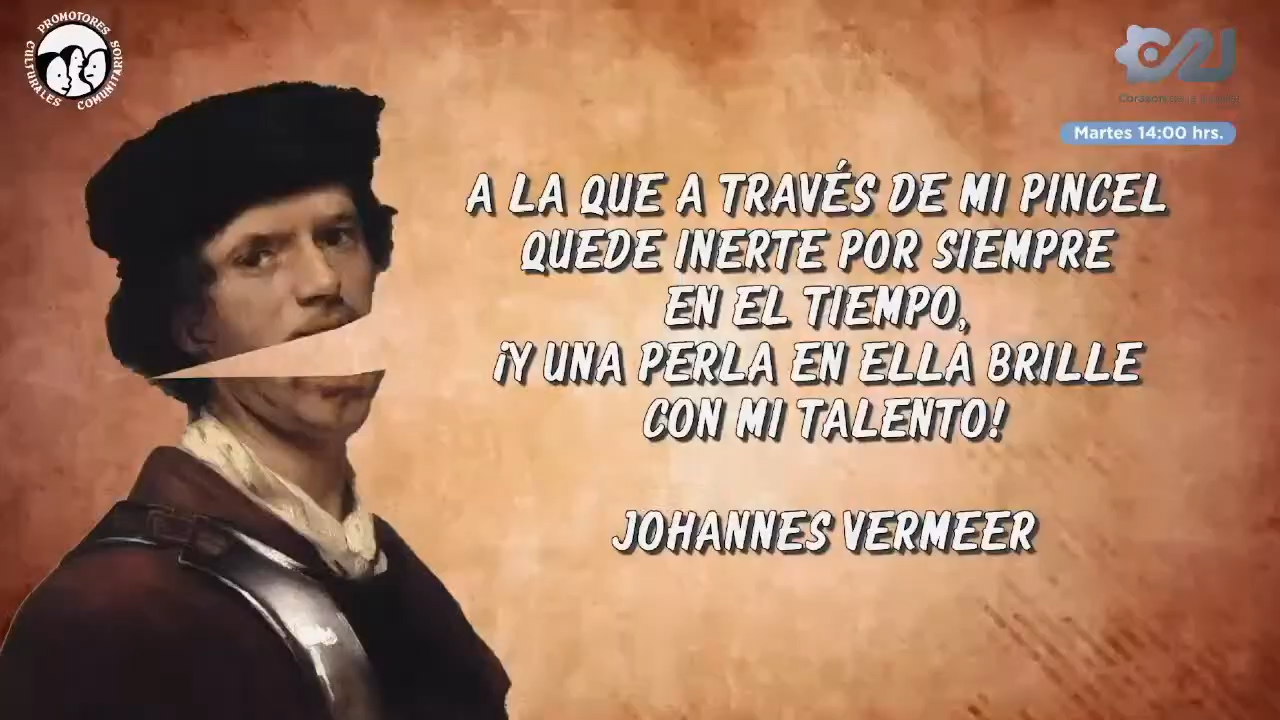 PROMOTORES
CULTURALES
COMUNITARIOS
Martes 14:00 hrs.
A LA QUE A TRAVÉS DE MI PINCEL
QUEDE INERTE POR SIEMPRE
EN EL TIEMPO,
¡Y UNA PERLA EN ELLA BRILLE
CON MI TALENTO!
JOHANNES VERMEER